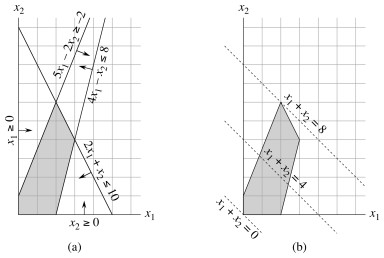 x₂
5x₁ − 2x₂ ≥ −2
4x₁ − x₂ ≤ 8
x₁ ≥ 0
2x₁ + x₂ ≤ 10
x₂ ≥ 0
x₁
(a)
x₂
x₁ + x₂ = 8
x₁ + x₂ = 4
x₁ + x₂ = 0
x₁
(b)